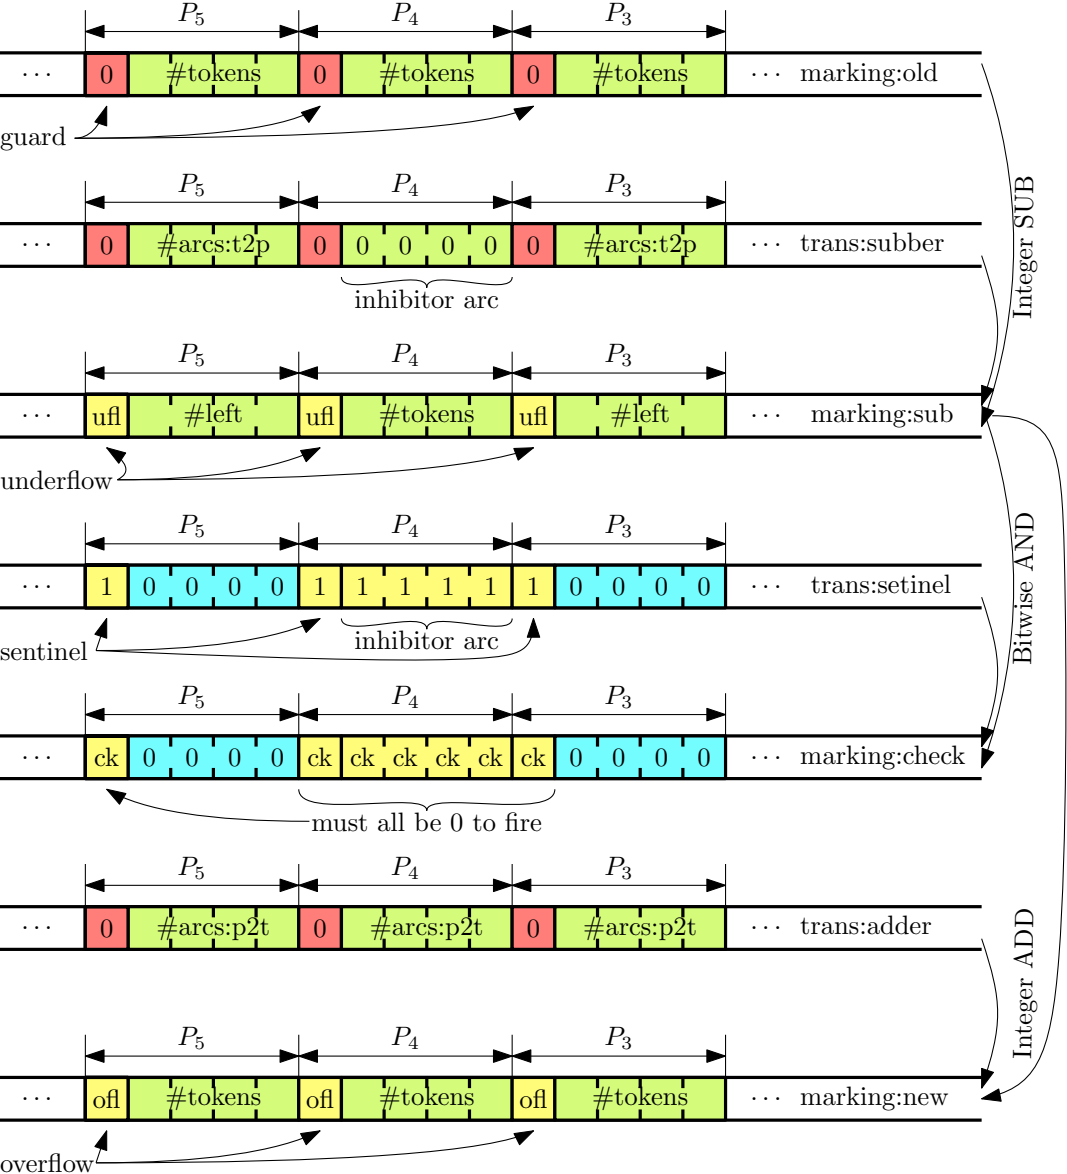 P5 P4 P3
··· 0 #tokens 0 #tokens 0 #tokens ··· marking:old
guard
P5 P4 P3
··· 0 #arcs:t2p 0 0 0 0 0 0 #arcs:t2p ··· trans:subber
inhibitor arc
Integer SUB
P5 P4 P3
··· ufl #left ufl #tokens ufl #left ··· marking:sub
underflow
P5 P4 P3
··· 1 0 0 0 0 1 1 1 1 1 1 0 0 0 0 ··· trans:setinel
sentinel
inhibitor arc
Bitwise AND
P5 P4 P3
··· ck 0 0 0 0 ck ck ck ck ck ck 0 0 0 0 ··· marking:check
must all be 0 to fire
P5 P4 P3
··· 0 #arcs:p2t 0 #arcs:p2t 0 #arcs:p2t ··· trans:adder
Integer ADD
P5 P4 P3
··· ofl #tokens ofl #tokens ofl #tokens ··· marking:new
overflow